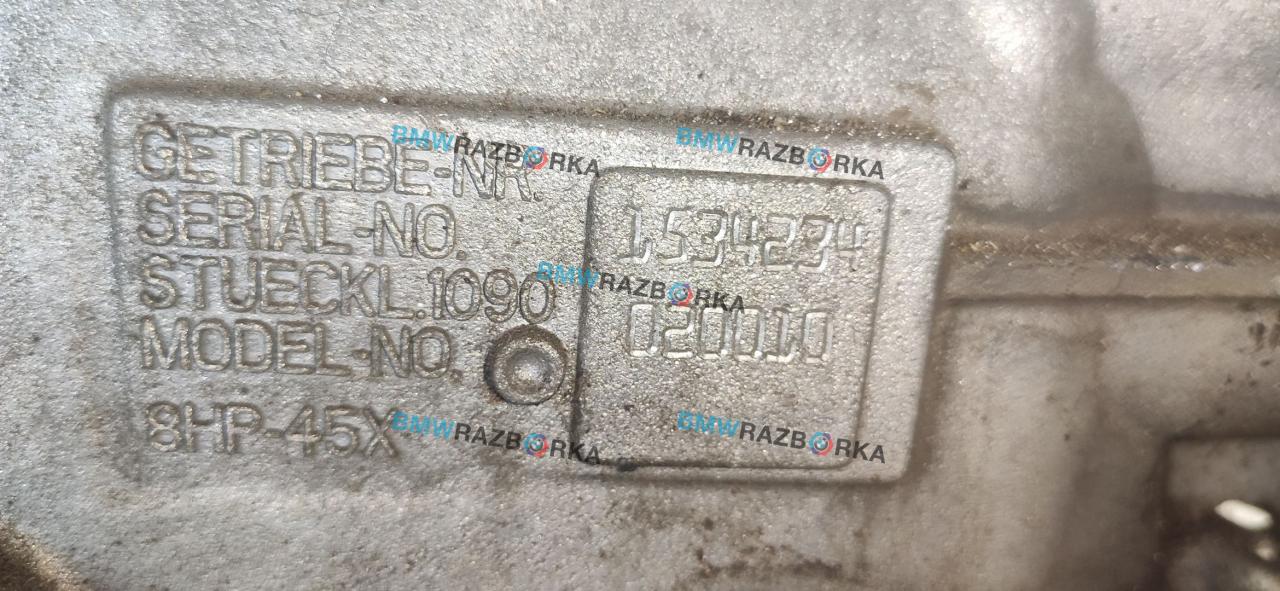 GETRIEBE-NR.
SERIAL-NO. 1534234
STUECKL.1090
MODEL-NO. 020010
8HP-45X
BMWRAZBORKA
BMWRAZBORKA
BMWRAZBORKA
BMWRAZBORKA
BMWRAZBORKA